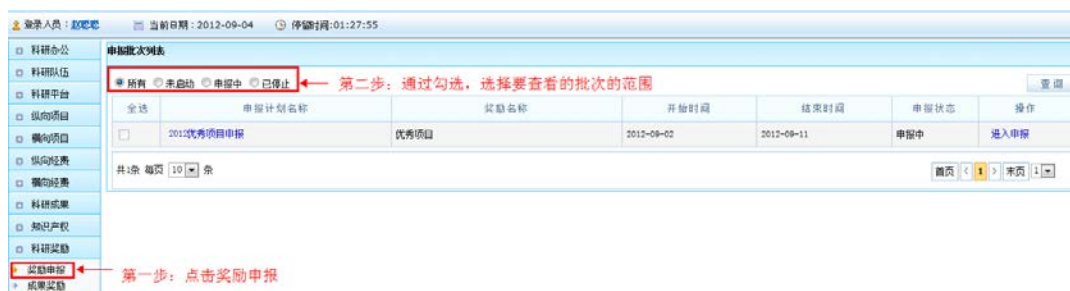 登录人员：赵聪聪 当前日期：2012-09-04 停留时间:01:27:55
科研办公
申报批次列表
科研队伍
所有 未启动 申报中 已停止 第二步：通过勾选，选择要查看的批次的范围
查询
科研平台
纵向项目
全选 申报计划名称 奖励名称 开始时间 结束时间 申报状态 操作
横向项目
2012优秀项目申报 优秀项目 2012-09-02 2012-09-11 申报中 进入申报
纵向经费
共1条 每页 10 条
首页 < 1 > 末页 1
横向经费
科研成果
知识产权
科研奖励
奖励申报 第一步：点击奖励申报
成果奖励